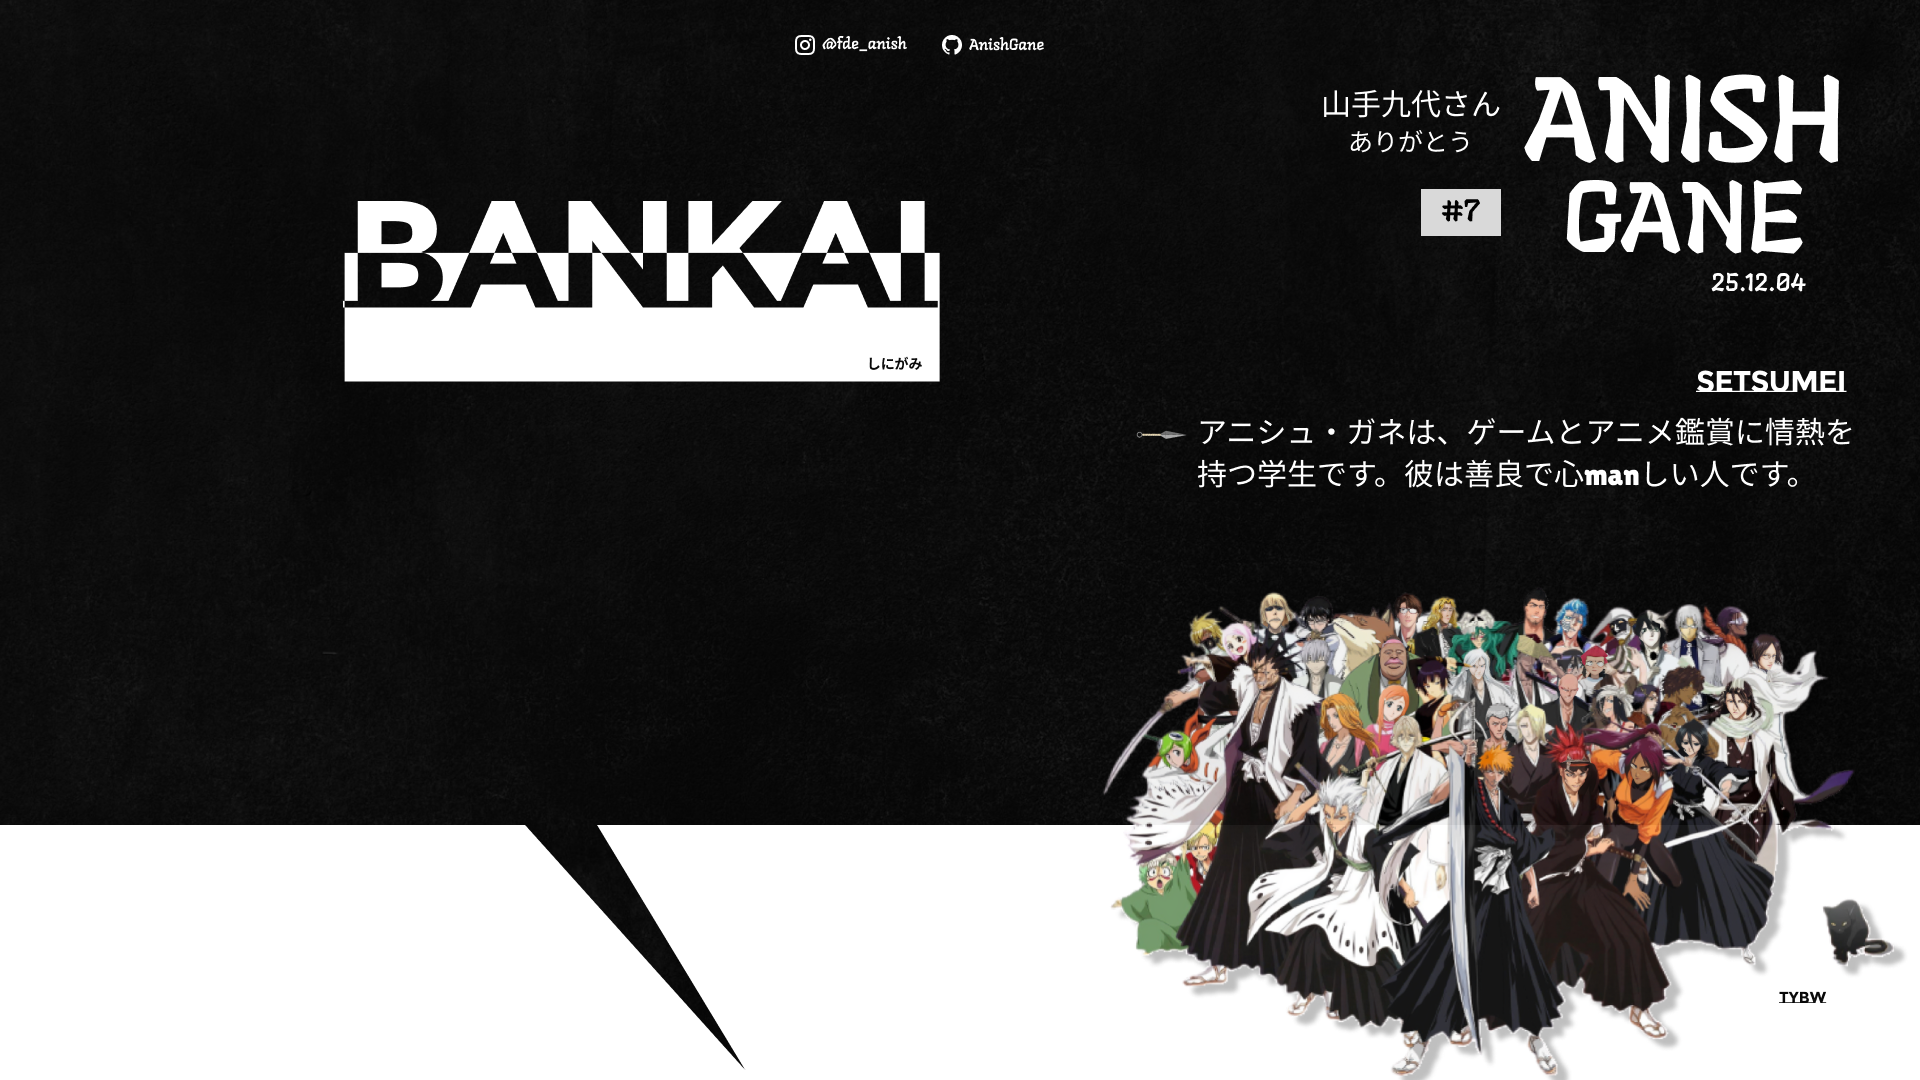 @fde_anish
AnishGane
山手九代さん
ありがとう
ANISH
GANE
#7
25.12.04
BANKAI
しにがみ
SETSUMEI
アニシュ・ガネは、ゲームとアニメ鑑賞に情熱を
持つ学生です。彼は善良で心manしい人です。
TYBW